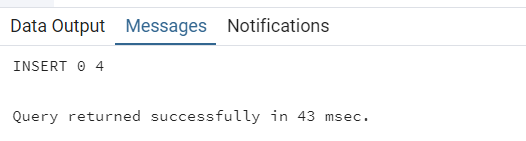 Data Output Messages Notifications
INSERT 0 4
Query returned successfully in 43 msec.